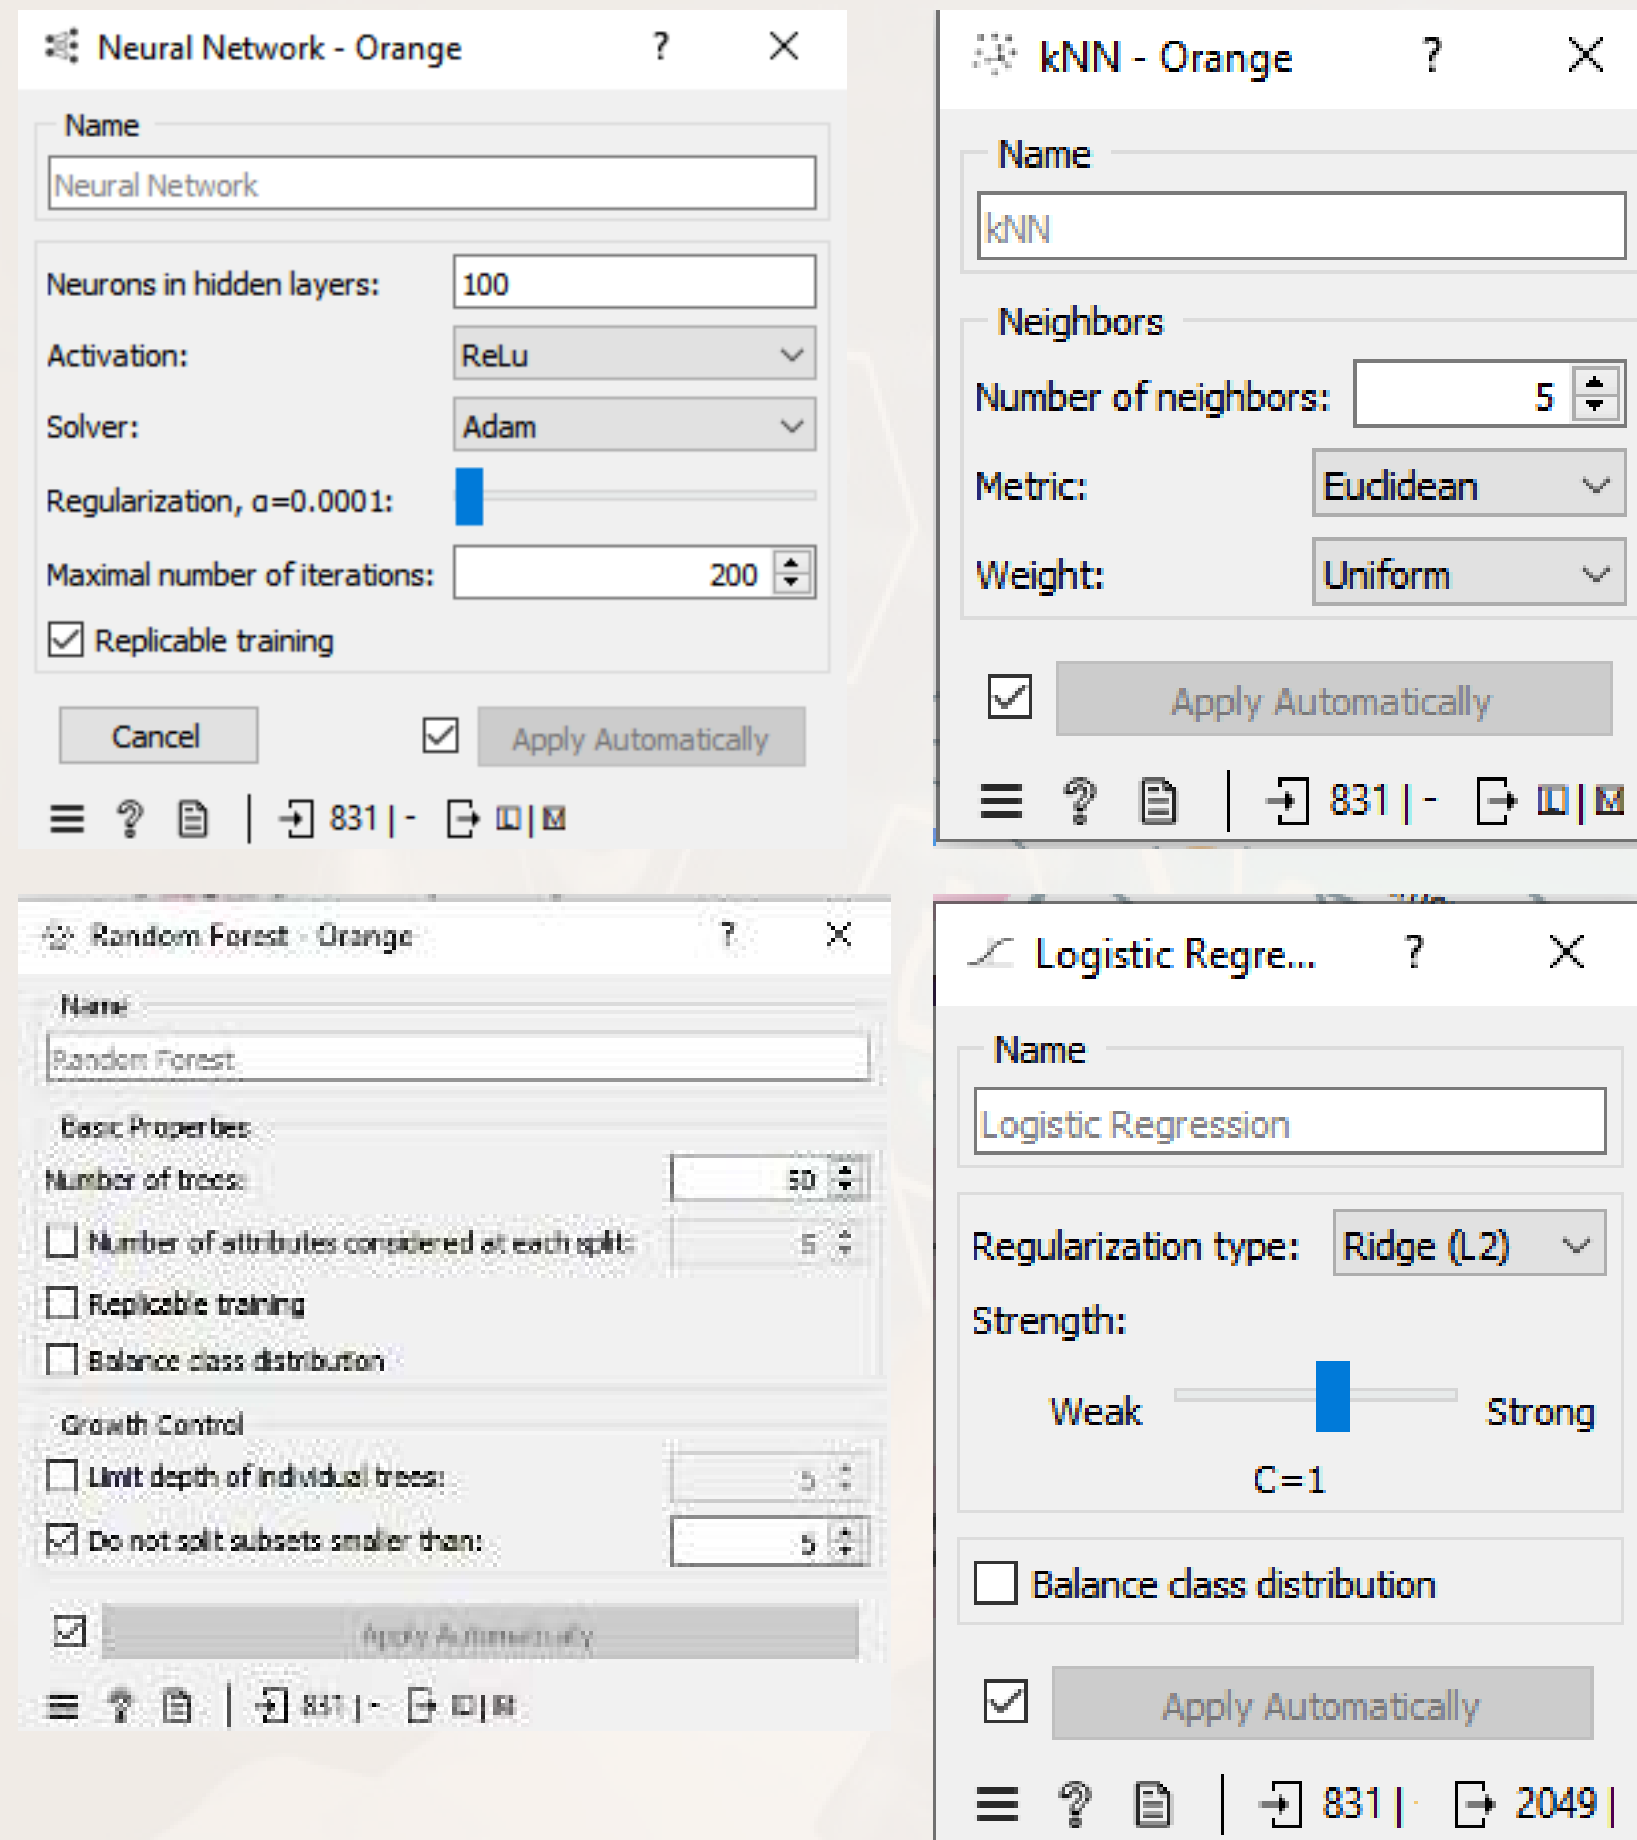 Neural Network - Orange ?
Name
Neural Network
Neurons in hidden layers: 100
Activation: ReLu
Solver: Adam
Regularization, α=0.0001:
Maximal number of iterations: 200
Replicable training
Cancel Apply Automatically
831 | -
kNN - Orange ?
Name
kNN
Neighbors
Number of neighbors: 5
Metric: Euclidean
Weight: Uniform
Apply Automatically
831 | - L | M
Random Forest - Orange ?
Name
Random Forest
Basic Properties
Number of trees: 50
Number of attributes considered at each split: 5
Replicable training
Balance class distribution
Growth Control
Limit depth of individual trees: 5
Do not split subsets smaller than: 5
Apply Automatically
831 | -
Logistic Regre... ?
Name
Logistic Regression
Regularization type: Ridge (L2)
Strength:
Weak Strong
C=1
Balance class distribution
Apply Automatically
831 | 2049 |